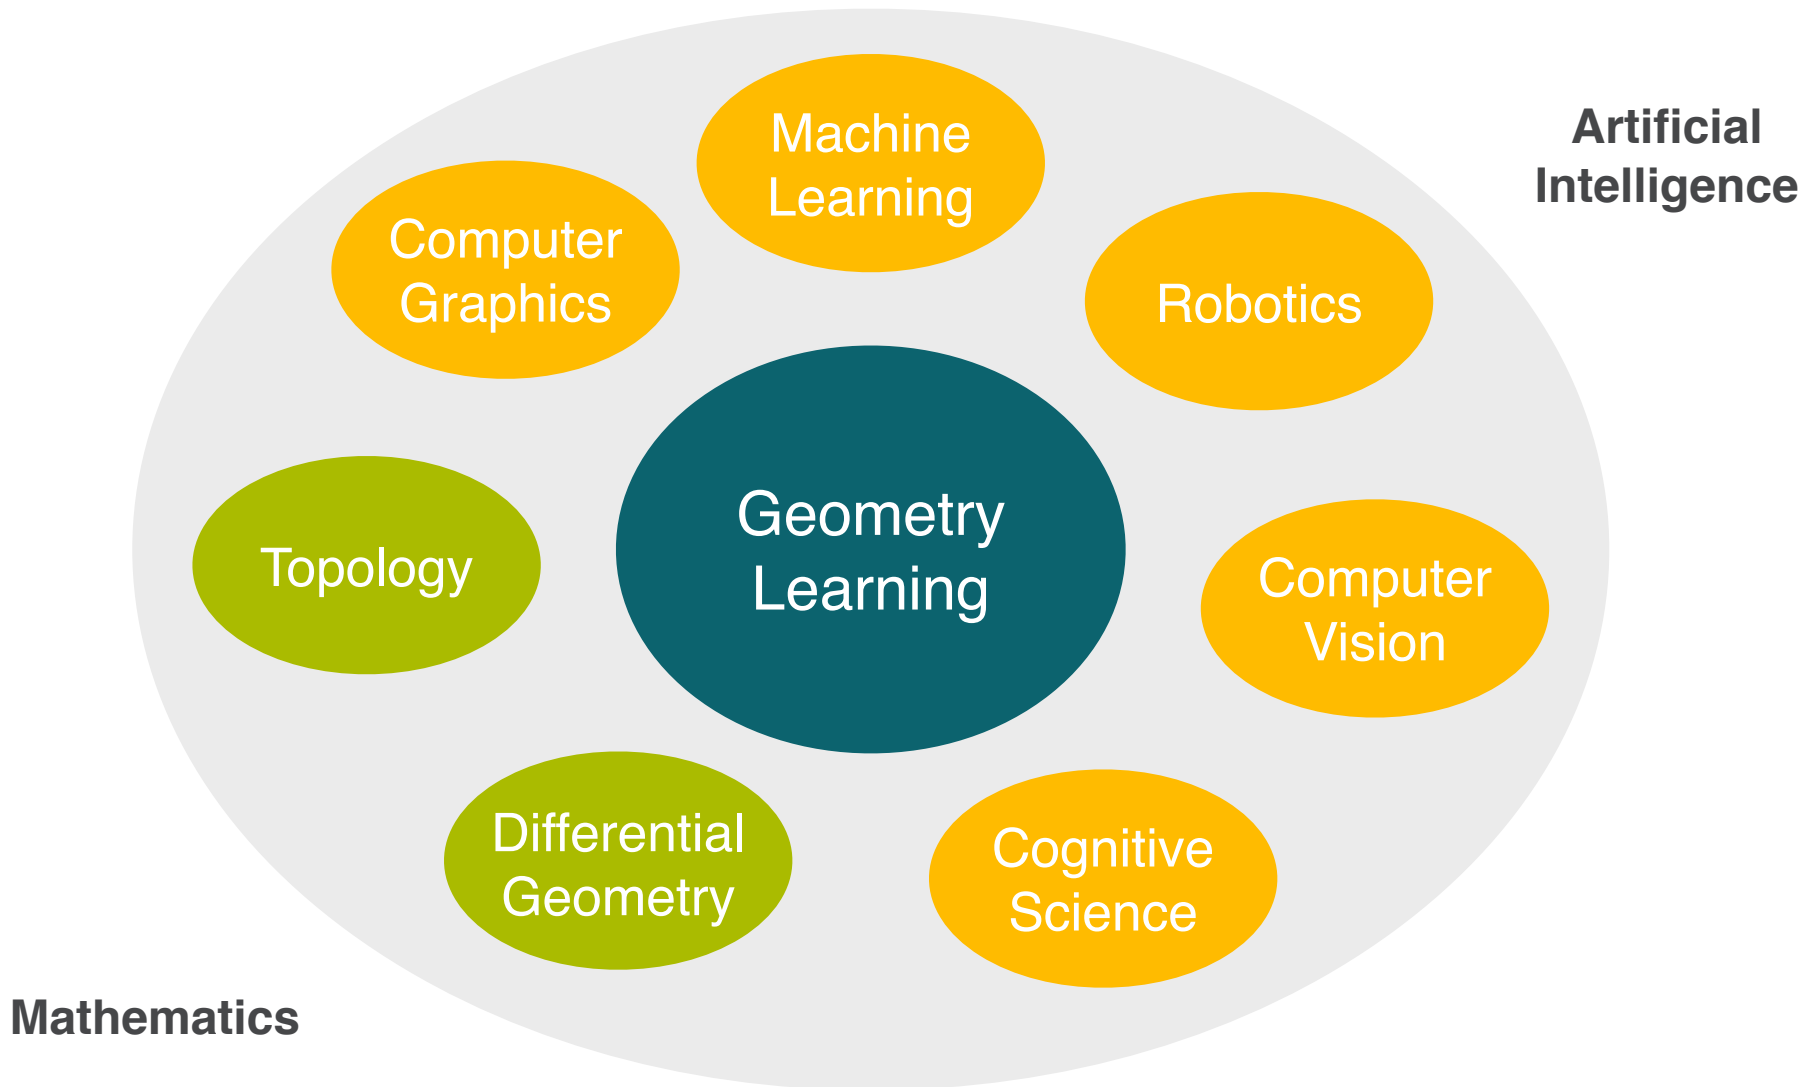 Machine
Learning
Artificial
Intelligence
Computer
Graphics
Robotics
Geometry
Learning
Topology
Computer
Vision
Differential
Geometry
Cognitive
Science
Mathematics